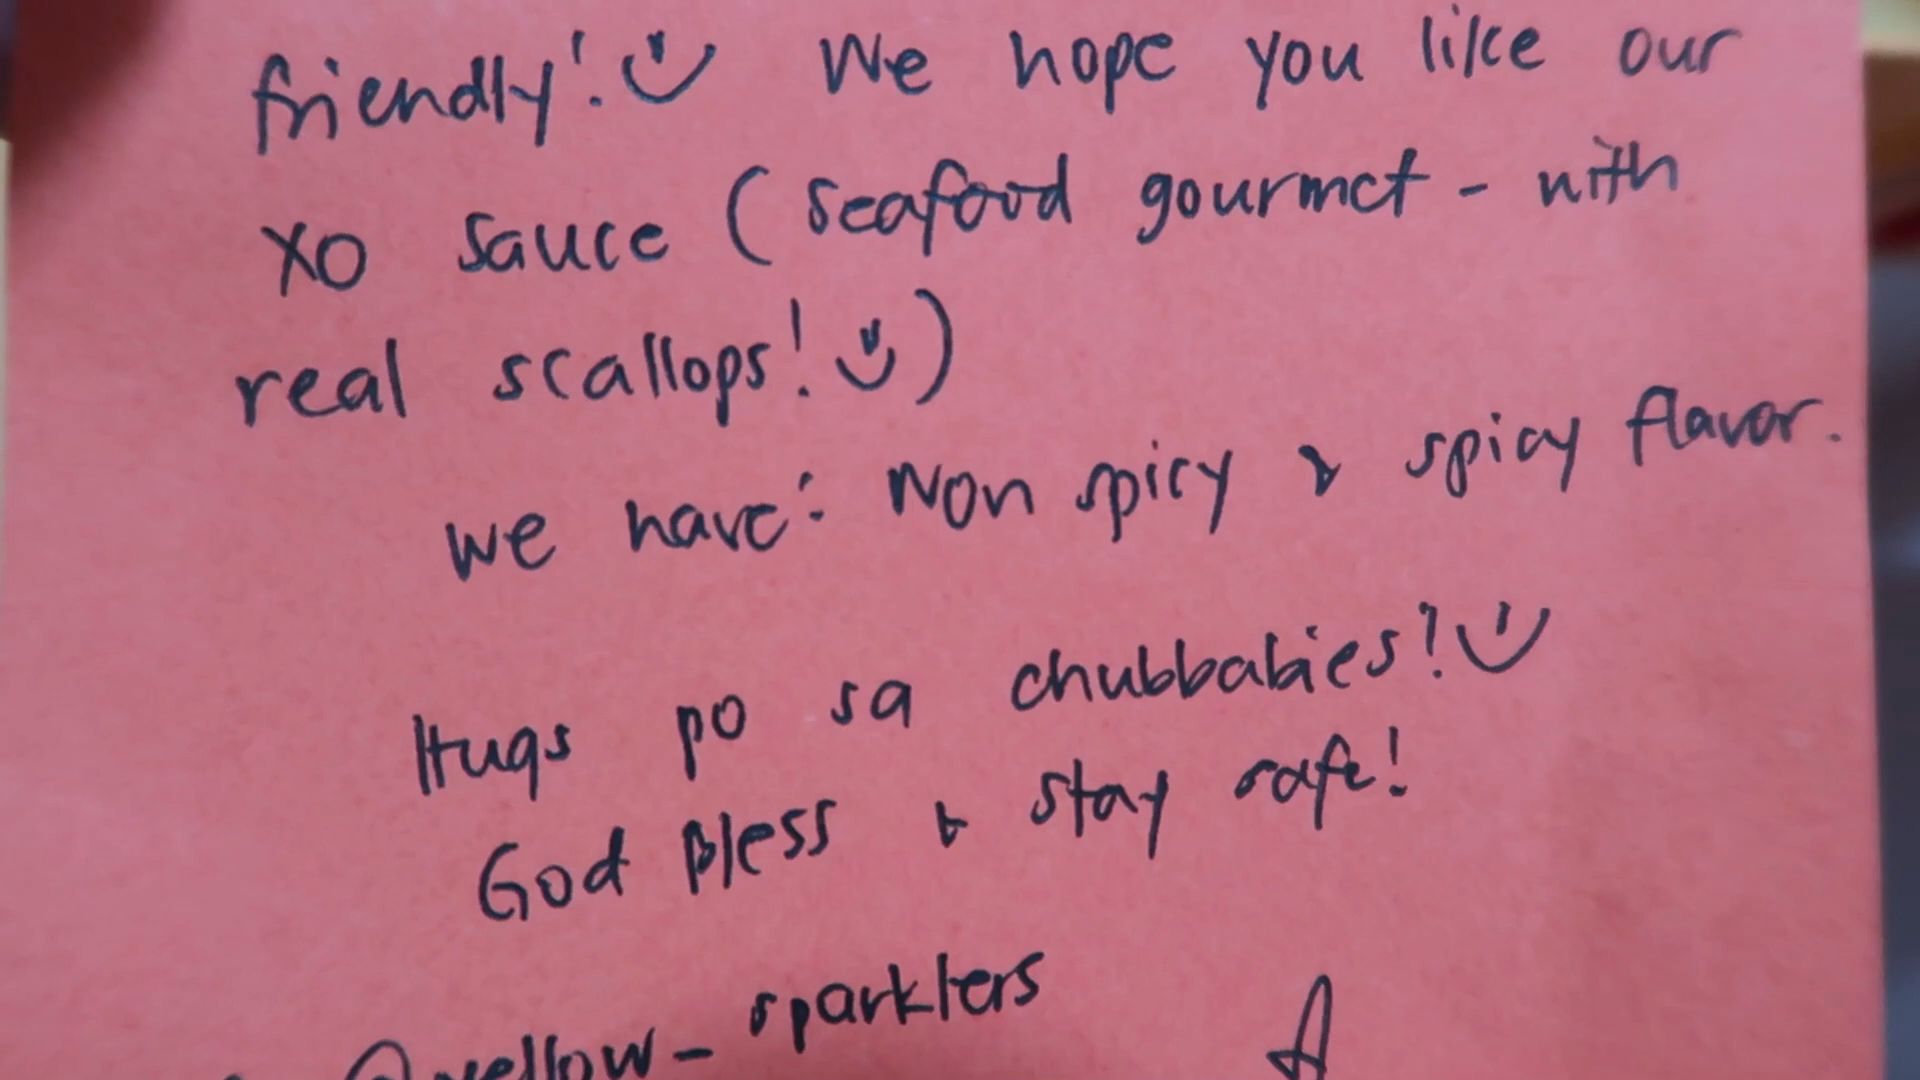 friendly! We hope you like our
XO sauce (seafood gourmet - with
real scallops! )
we have: Non spicy & spicy flavor.
Hugs po sa chubbabies!
God Bless & stay safe!
@yellow_sparklers